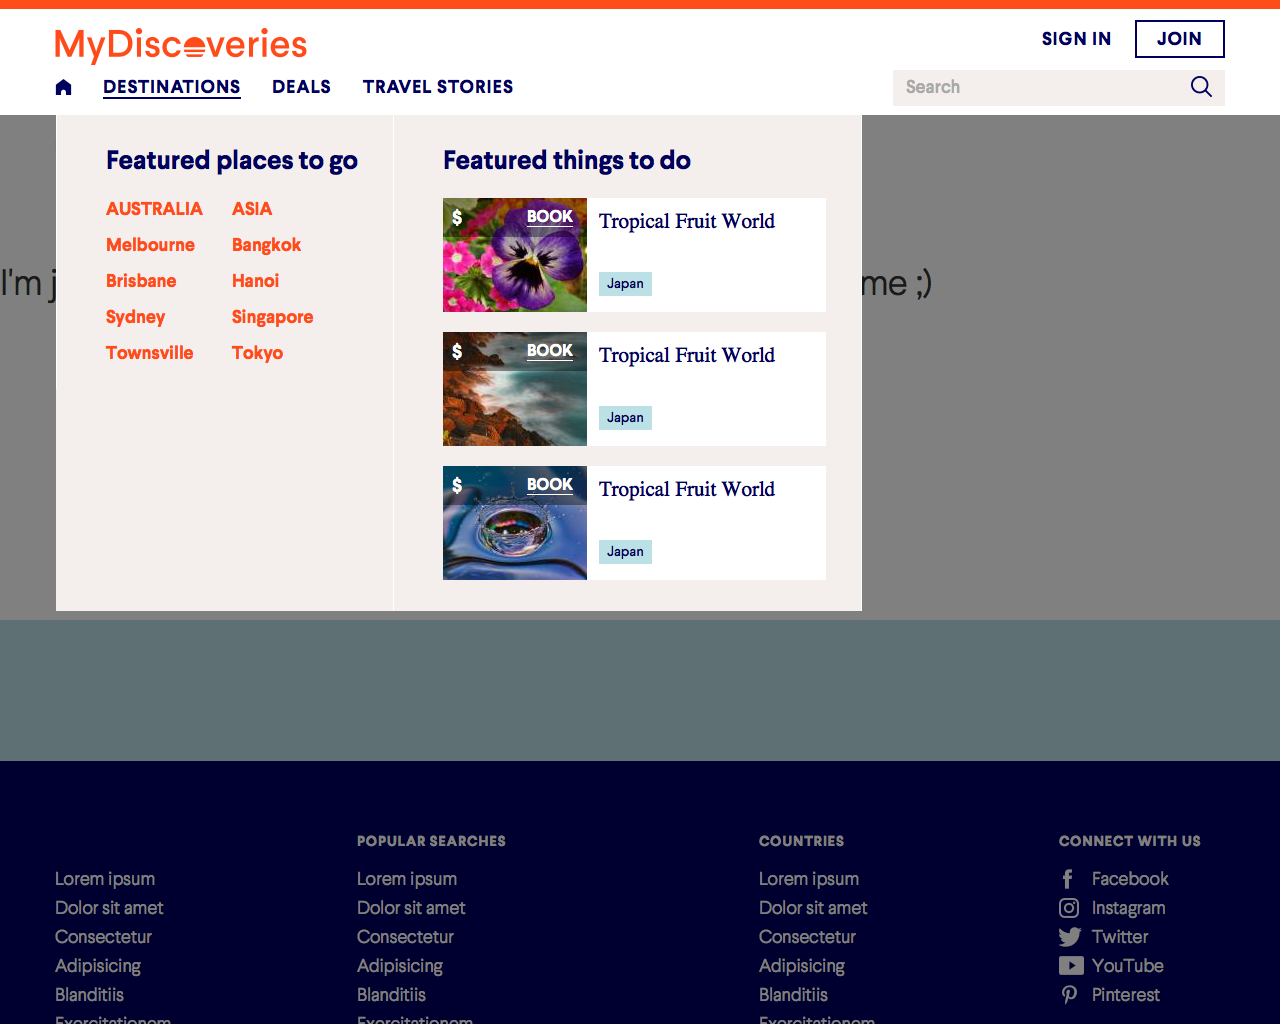 MyDiscoveries
SIGN IN
JOIN
DESTINATIONS
DEALS
TRAVEL STORIES
Search
Featured places to go
AUSTRALIA
Melbourne
Brisbane
Sydney
Townsville
ASIA
Bangkok
Hanoi
Singapore
Tokyo
Featured things to do
$ BOOK
Tropical Fruit World
Japan
$ BOOK
Tropical Fruit World
Japan
$ BOOK
Tropical Fruit World
Japan
I'm j
me ;)
Lorem ipsum
Dolor sit amet
Consectetur
Adipisicing
Blanditiis
Exercitationem
POPULAR SEARCHES
Lorem ipsum
Dolor sit amet
Consectetur
Adipisicing
Blanditiis
Exercitationem
COUNTRIES
Lorem ipsum
Dolor sit amet
Consectetur
Adipisicing
Blanditiis
Exercitationem
CONNECT WITH US
Facebook
Instagram
Twitter
YouTube
Pinterest